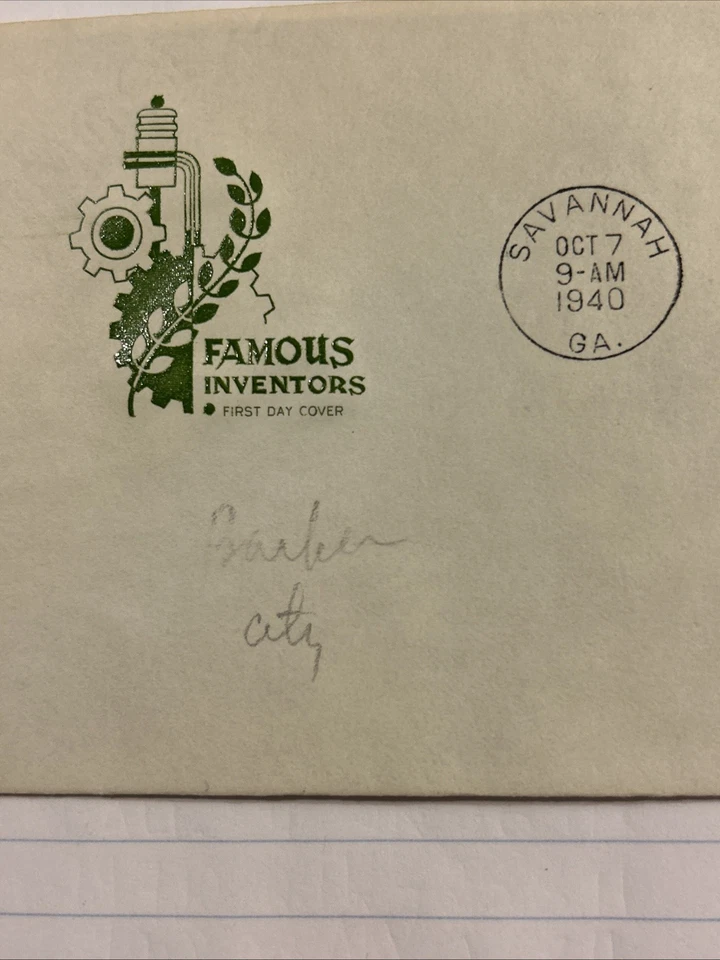 FAMOUS
INVENTORS
FIRST DAY COVER
SAVANNAH
OCT 7
9-AM
1940
GA.
Barker
city